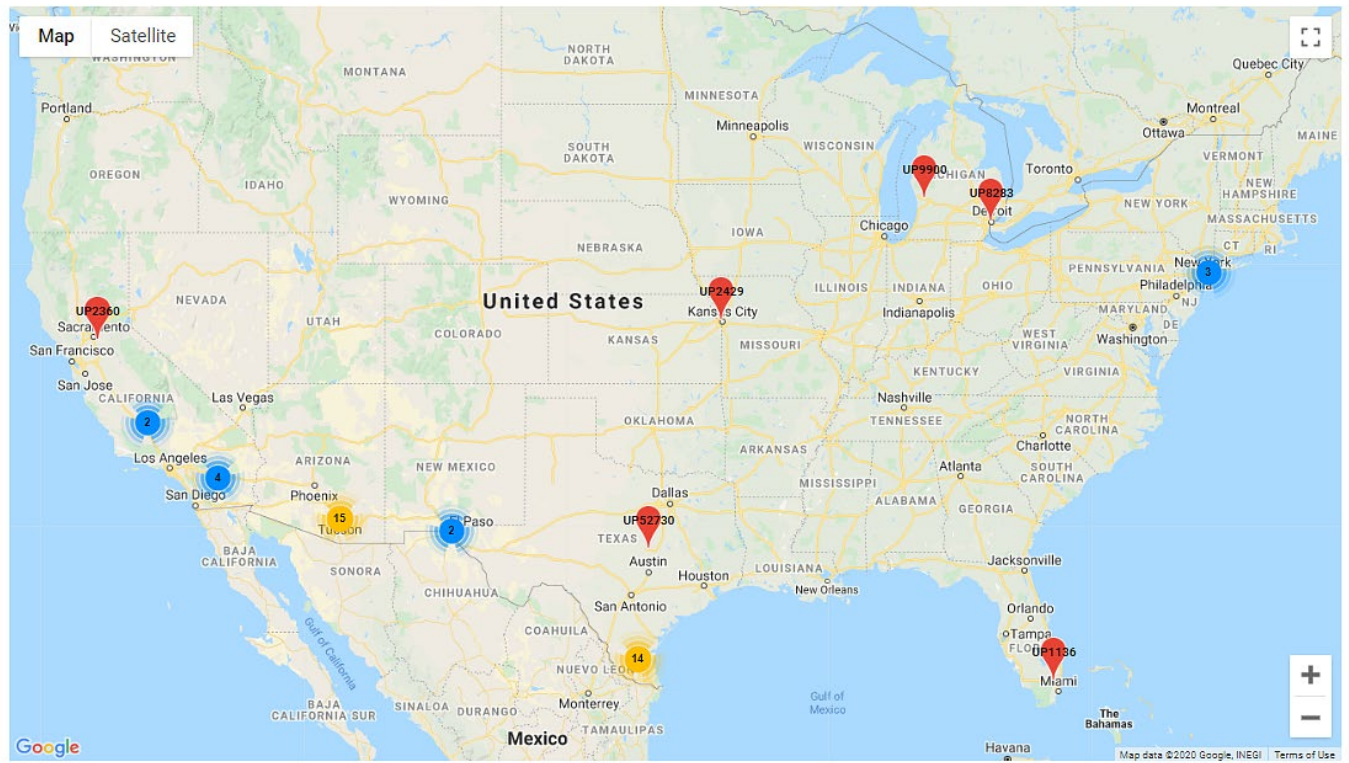 Map
Satellite
WASHINGTON
NORTH
DAKOTA
MONTANA
Quebec City
Portland
MINNESOTA
Montreal
Minneapolis
Ottawa
MAINE
WISCONSIN
SOUTH
DAKOTA
VERMONT
OREGON
IDAHO
UP9900
Toronto
NEW
HAMPSHIRE
UP8283
WYOMING
NEW YORK
Detroit
MASSACHUSETTS
Chicago
IOWA
NEBRASKA
CT
RI
New York
3
PENNSYLVANIA
Philadelphia
UP2429
ILLINOIS
INDIANA
OHIO
NEVADA
United States
NJ
UP2360
Kansas City
Indianapolis
MARYLAND
DE
Sacramento
UTAH
COLORADO
KANSAS
MISSOURI
WEST
VIRGINIA
Washington
San Francisco
KENTUCKY
VIRGINIA
San Jose
CALIFORNIA
Las Vegas
Nashville
2
OKLAHOMA
TENNESSEE
NORTH
CAROLINA
Charlotte
Los Angeles
ARIZONA
NEW MEXICO
ARKANSAS
Atlanta
SOUTH
CAROLINA
4
MISSISSIPPI
San Diego
Phoenix
Dallas
ALABAMA
GEORGIA
15
Tucson
2
El Paso
UP52730
TEXAS
BAJA
CALIFORNIA
Austin
Jacksonville
SONORA
Houston
LOUISIANA
New Orleans
CHIHUAHUA
San Antonio
Orlando
Gulf of California
COAHUILA
Tampa
UP1136
14
NUEVO LEON
Miami
Gulf of
Mexico
Monterrey
BAJA
CALIFORNIA SUR
SINALOA
DURANGO
The
Bahamas
TAMAULIPAS
Mexico
Google
Havana
Map data ©2020 Google, INEGI
Terms of Use